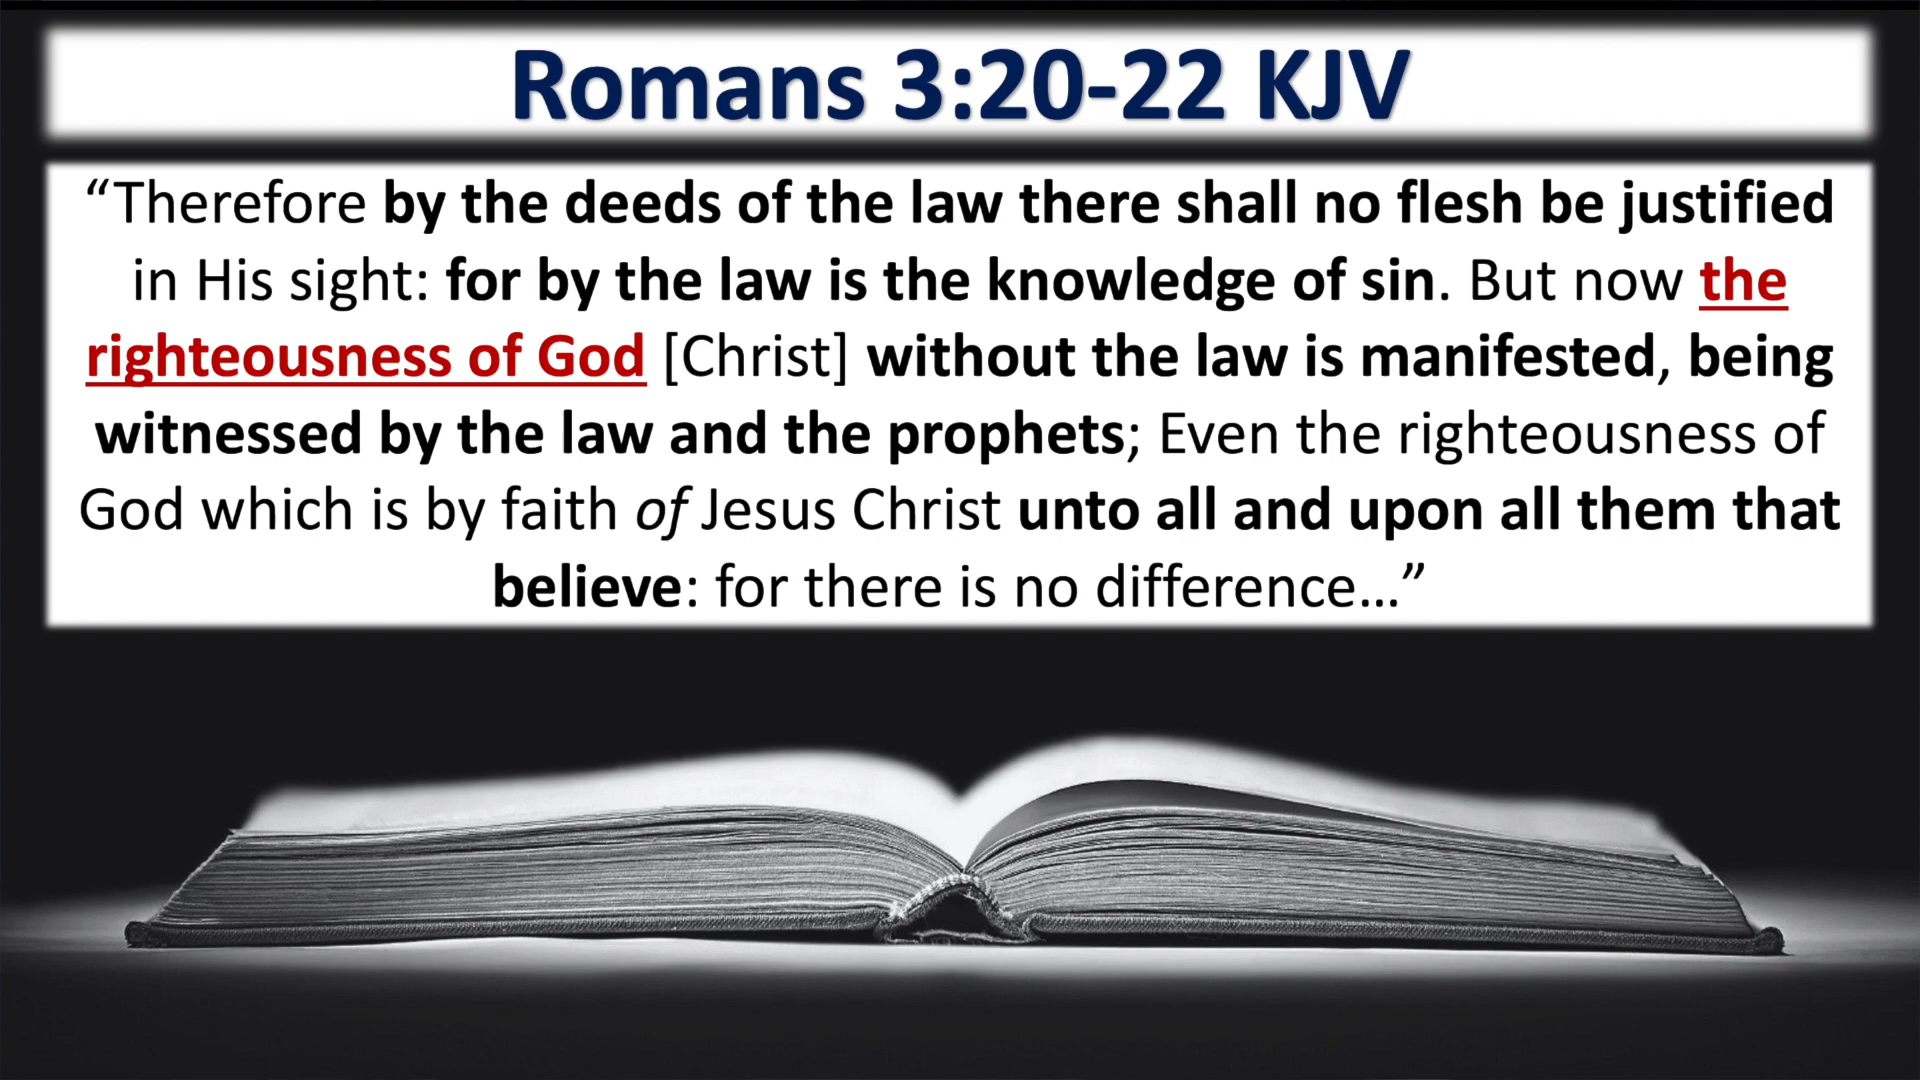 Romans 3:20-22 KJV
“Therefore by the deeds of the law there shall no flesh be justified
in His sight: for by the law is the knowledge of sin. But now the
righteousness of God [Christ] without the law is manifested, being
witnessed by the law and the prophets; Even the righteousness of
God which is by faith of Jesus Christ unto all and upon all them that
believe: for there is no difference…”